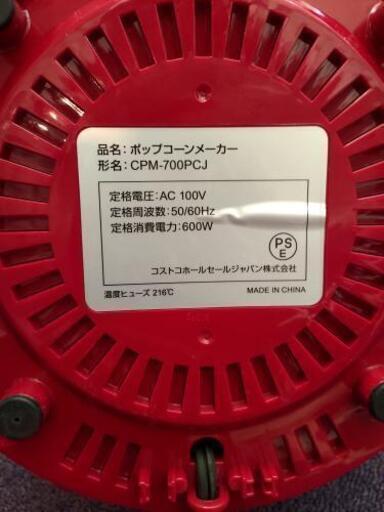 品名：ポップコーンメーカー
形名：CPM-700PCJ
定格電圧：AC 100V
定格周波数：50/60Hz
定格消費電力：600W
PS
E
コストコホールセールジャパン株式会社
温度ヒューズ 216℃
MADE IN CHINA